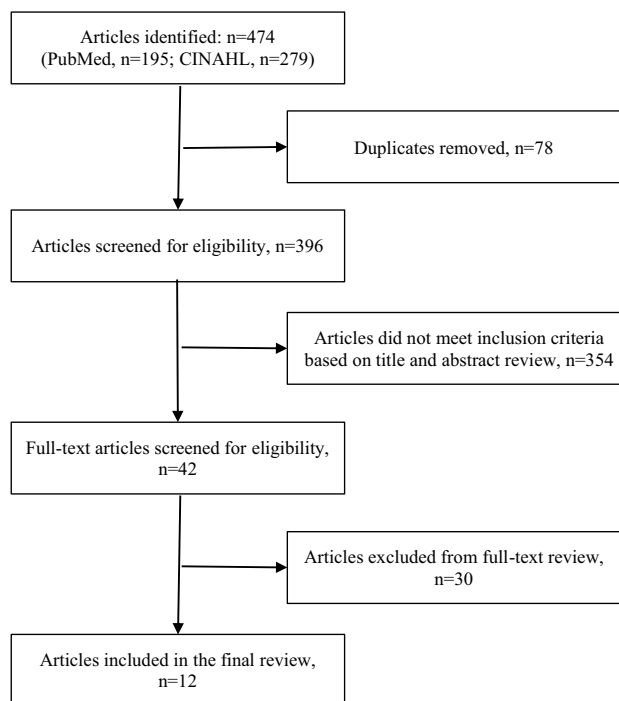 Articles identified: n=474
(PubMed, n=195; CINAHL, n=279)
Duplicates removed, n=78
Articles screened for eligibility, n=396
Articles did not meet inclusion criteria
based on title and abstract review, n=354
Full-text articles screened for eligibility,
n=42
Articles excluded from full-text review,
n=30
Articles included in the final review,
n=12